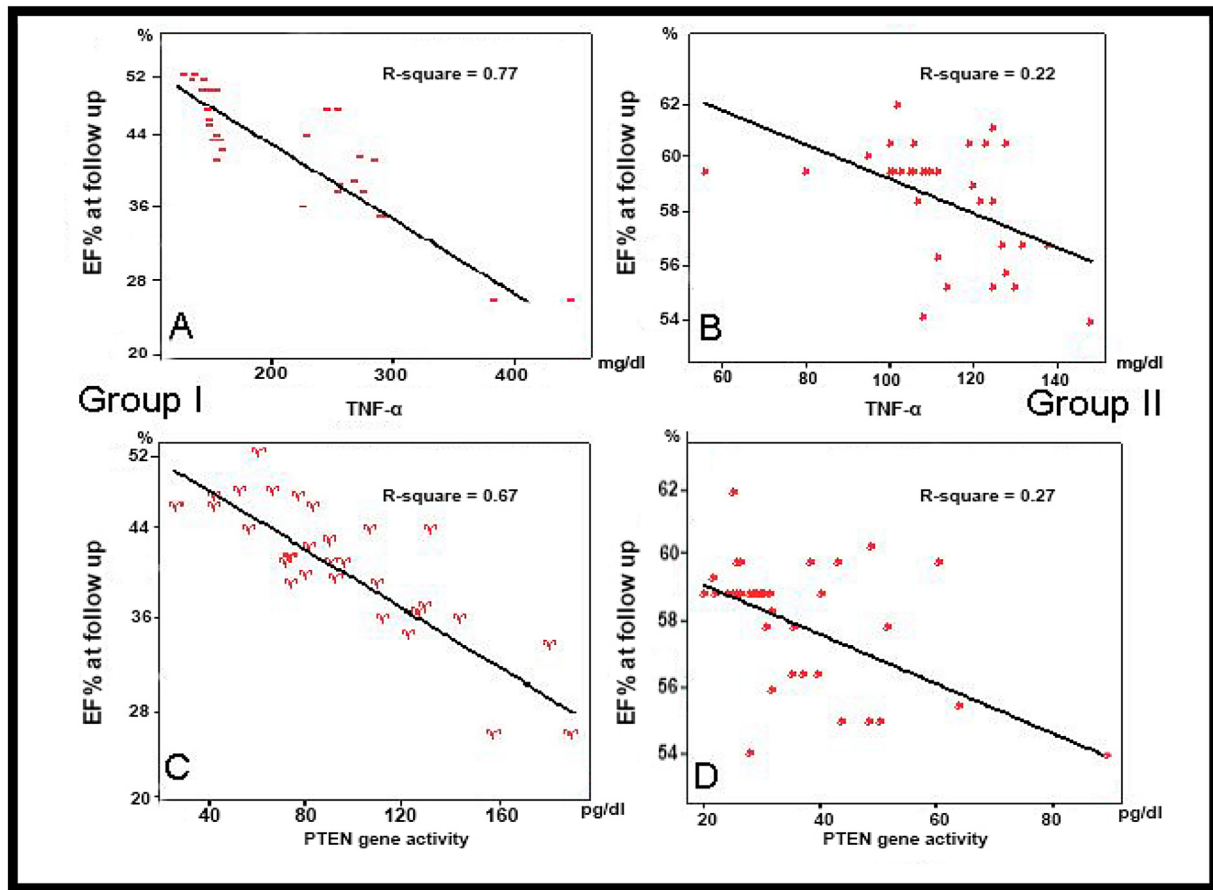 %
52
44
36
28
20
EF% at follow up
R-square = 0.77
A
200
300
400
mg/dl
TNF-α
Group I
%
62
60
58
56
54
EF% at follow up
R-square = 0.22
B
60
100
120
140
mg/dl
TNF-α
Group II
%
52
44
36
28
20
EF% at follow up
R-square = 0.67
C
40
80
120
160
pg/dl
PTEN gene activity
%
62
60
58
56
54
EF% at follow up
R-square = 0.27
D
20
40
60
80
pg/dl
PTEN gene activity